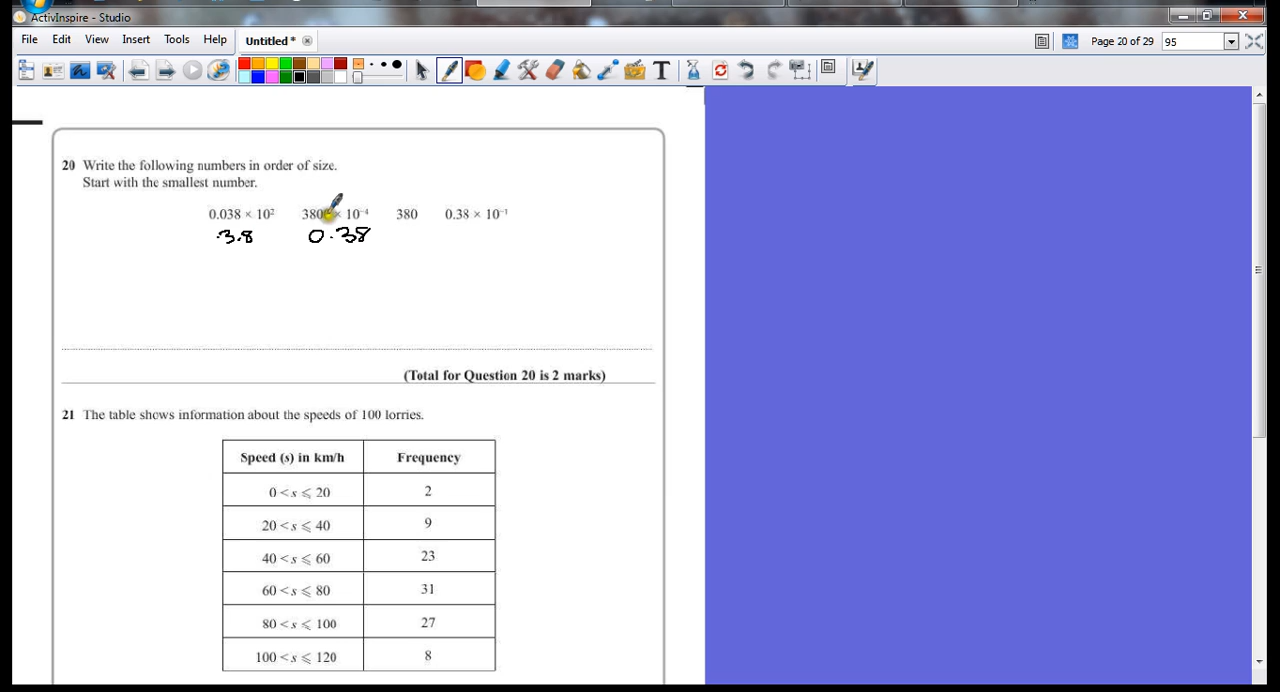 ActivInspire - Studio
File Edit View Insert Tools Help Untitled * Page 20 of 29 95
20 Write the following numbers in order of size.
Start with the smallest number.
0.038 × 10² 380 × 10⁻⁴ 380 0.38 × 10⁻¹
3.8 0.38
(Total for Question 20 is 2 marks)
21 The table shows information about the speeds of 100 lorries.
Speed (s) in km/h Frequency
0 < s ⩽ 20 2
20 < s ⩽ 40 9
40 < s ⩽ 60 23
60 < s ⩽ 80 31
80 < s ⩽ 100 27
100 < s ⩽ 120 8